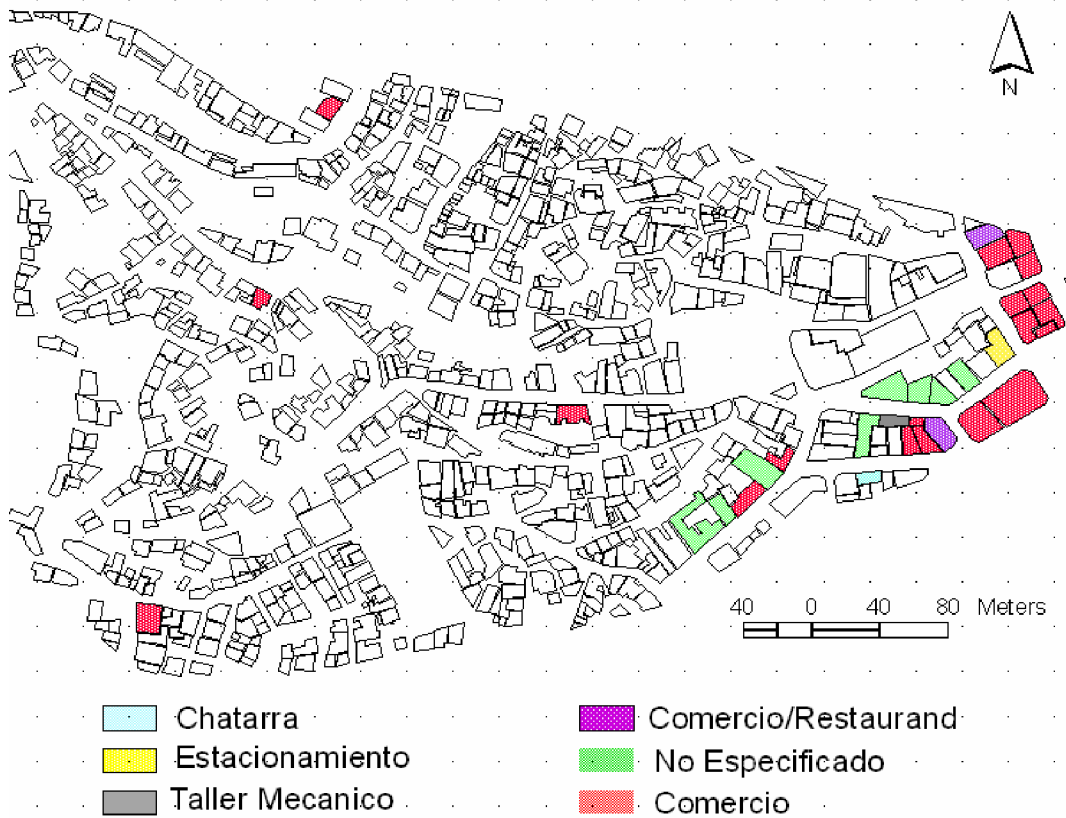 N
40 0 40 80 Meters
Chatarra
Comercio/Restaurand
Estacionamiento
No Especificado
Taller Mecanico
Comercio